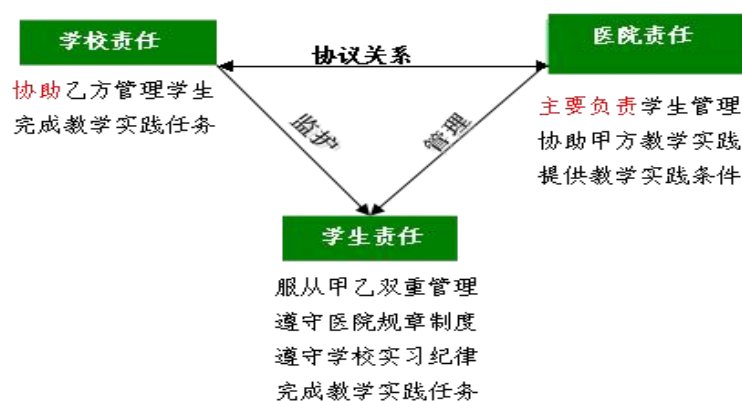 学校责任
协议关系
医院责任
协助乙方管理学生
完成教学实践任务
主要负责学生管理
协助甲方教学实践
提供教学实践条件
监护
管理
学生责任
服从甲乙双重管理
遵守医院规章制度
遵守学校实习纪律
完成教学实践任务